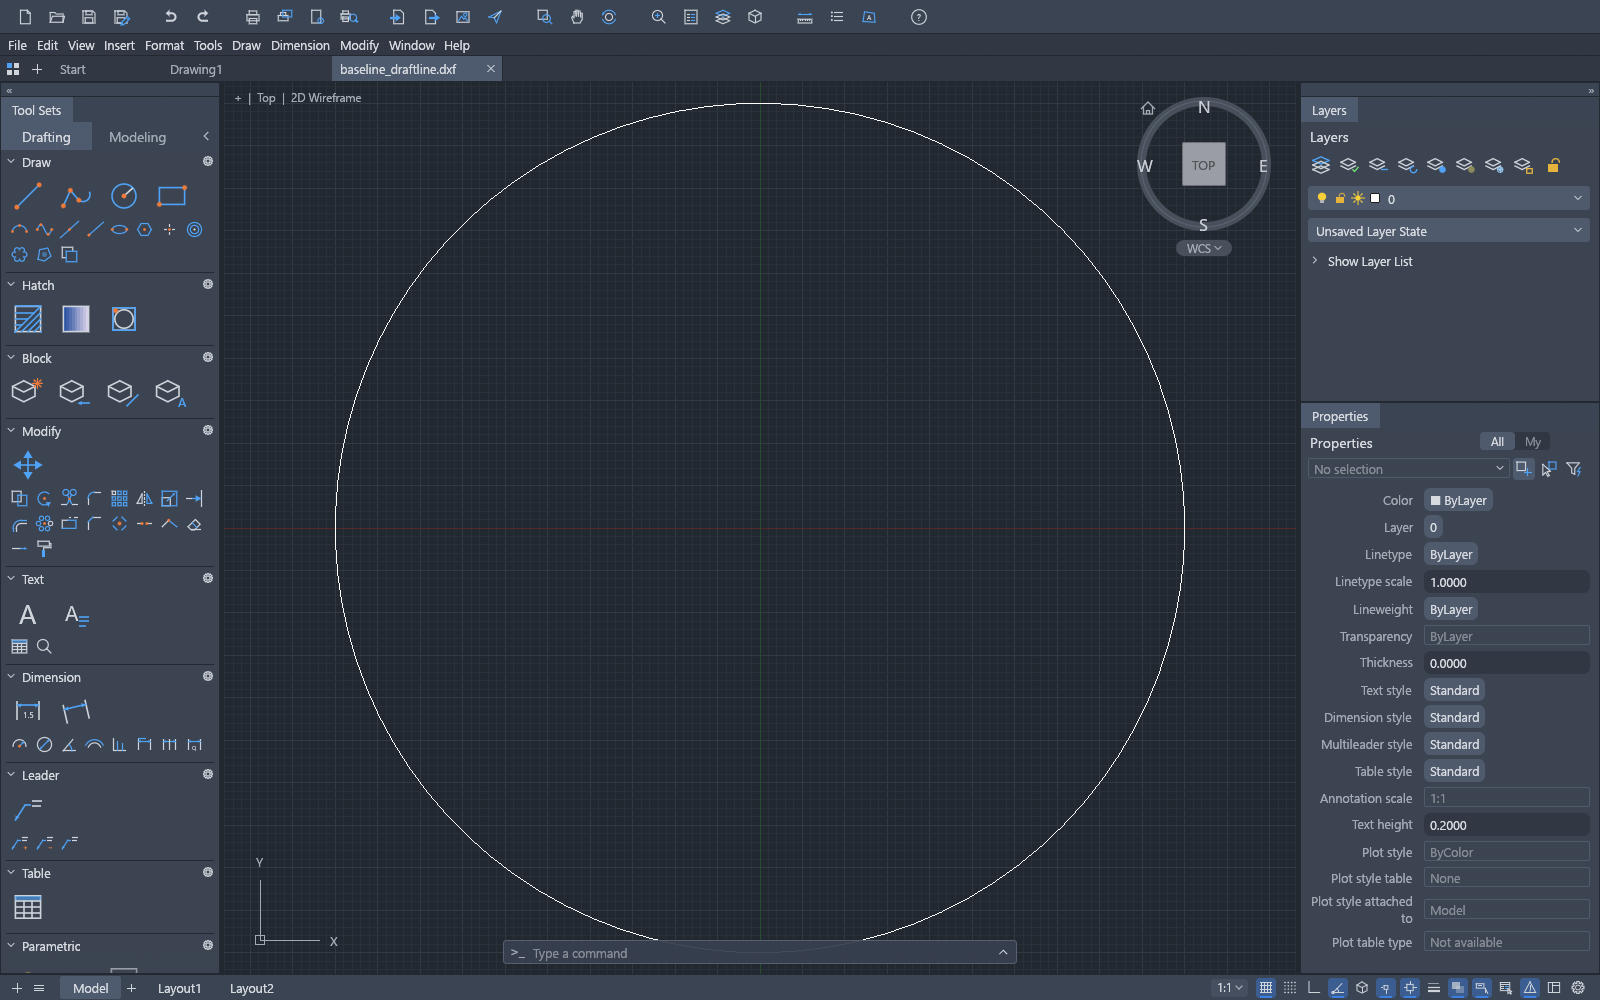 File Edit View Insert Format Tools Draw Dimension Modify Window Help
Start Drawing1 baseline_draftline.dxf
Tool Sets
Drafting Modeling
Draw
Hatch
Block
Modify
Text
Dimension
Leader
Table
Parametric
+ | Top | 2D Wireframe
N
W TOP E
S
WCS
Y
X
>_ Type a command
Layers
Layers
0
Unsaved Layer State
Show Layer List
Properties
Properties All My
No selection
Color ByLayer
Layer 0
Linetype ByLayer
Linetype scale 1.0000
Lineweight ByLayer
Transparency ByLayer
Thickness 0.0000
Text style Standard
Dimension style Standard
Multileader style Standard
Table style Standard
Annotation scale 1:1
Text height 0.2000
Plot style ByColor
Plot style table None
Plot style attached
to Model
Plot table type Not available
Model Layout1 Layout2
1:1